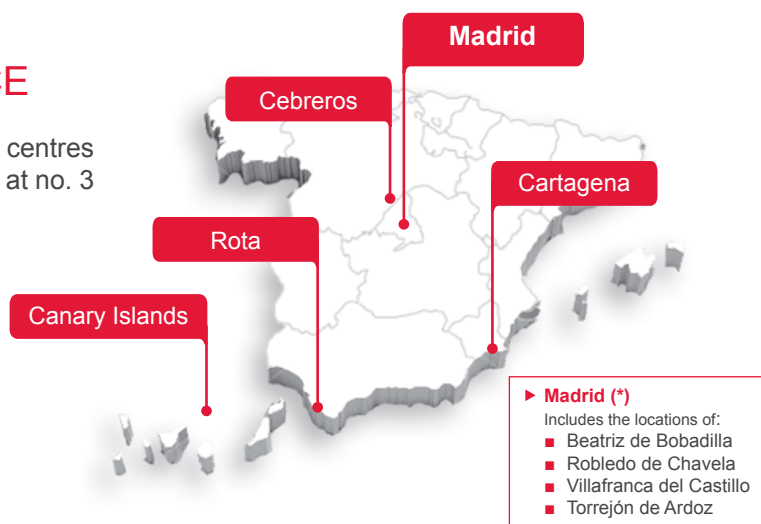 CE
centres
at no. 3
Madrid
Cebreros
Cartagena
Rota
Canary Islands
Madrid (*)
Includes the locations of:
Beatriz de Bobadilla
Robledo de Chavela
Villafranca del Castillo
Torrejón de Ardoz